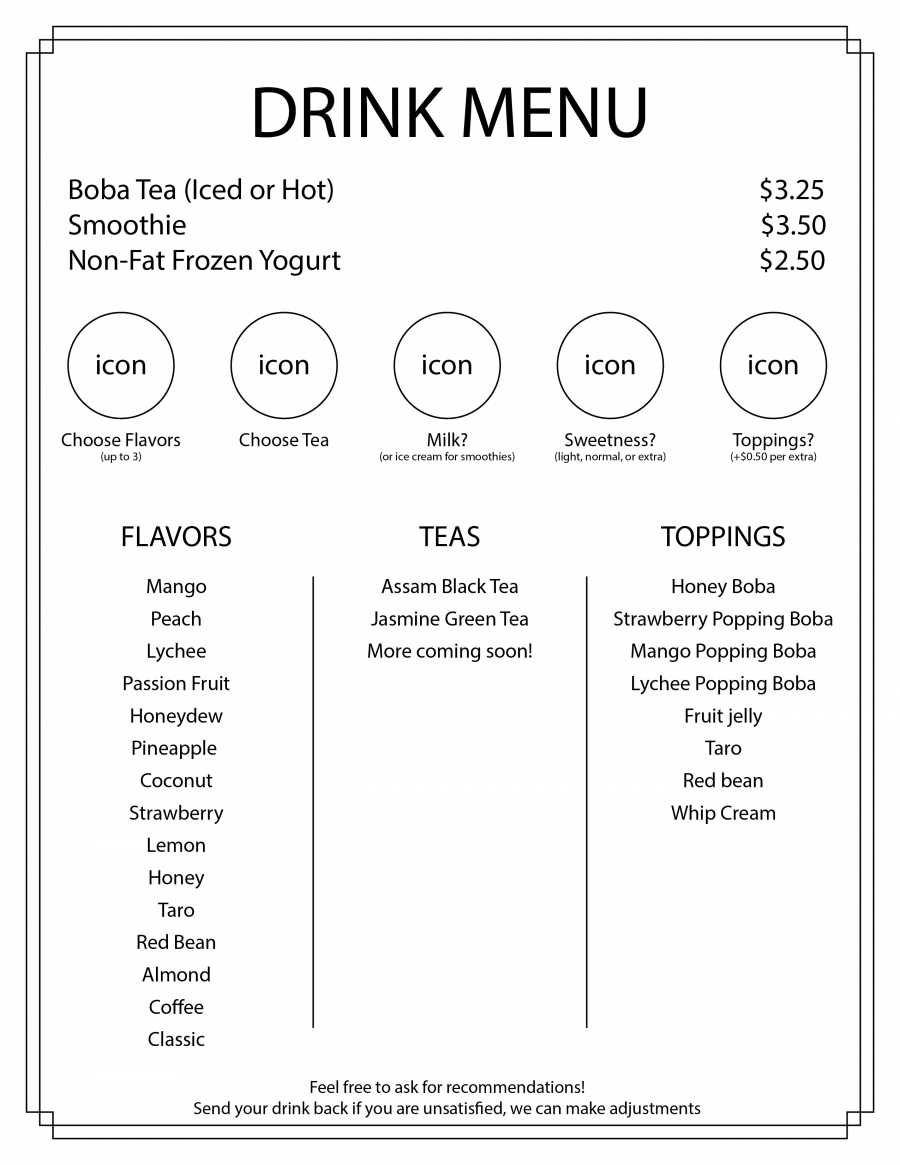 DRINK MENU
Boba Tea (Iced or Hot) $3.25
Smoothie $3.50
Non-Fat Frozen Yogurt $2.50
icon icon icon icon icon
Choose Flavors Choose Tea Milk? Sweetness? Toppings?
(up to 3) (or ice cream for smoothies) (light, normal, or extra) (+$0.50 per extra)
FLAVORS
Mango
Peach
Lychee
Passion Fruit
Honeydew
Pineapple
Coconut
Strawberry
Lemon
Honey
Taro
Red Bean
Almond
Coffee
Classic
TEAS
Assam Black Tea
Jasmine Green Tea
More coming soon!
TOPPINGS
Honey Boba
Strawberry Popping Boba
Mango Popping Boba
Lychee Popping Boba
Fruit jelly
Taro
Red bean
Whip Cream
Feel free to ask for recommendations!
Send your drink back if you are unsatisfied, we can make adjustments